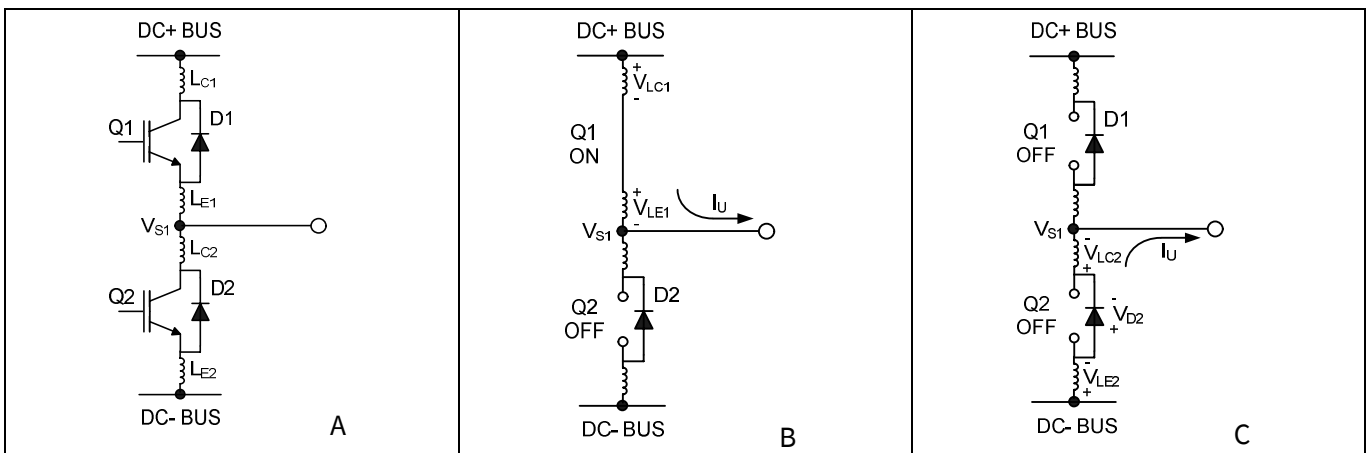 DC+ BUS
LC1
Q1
D1
LE1
VS1
LC2
Q2
D2
LE2
DC- BUS
A
DC+ BUS
+
VLC1
-
Q1
ON
+
VLE1
-
IU
VS1
Q2
OFF
D2
DC- BUS
B
DC+ BUS
Q1
OFF
D1
VS1
-
VLC2
+
IU
Q2
OFF
-
VD2
+
-
VLE2
+
DC- BUS
C